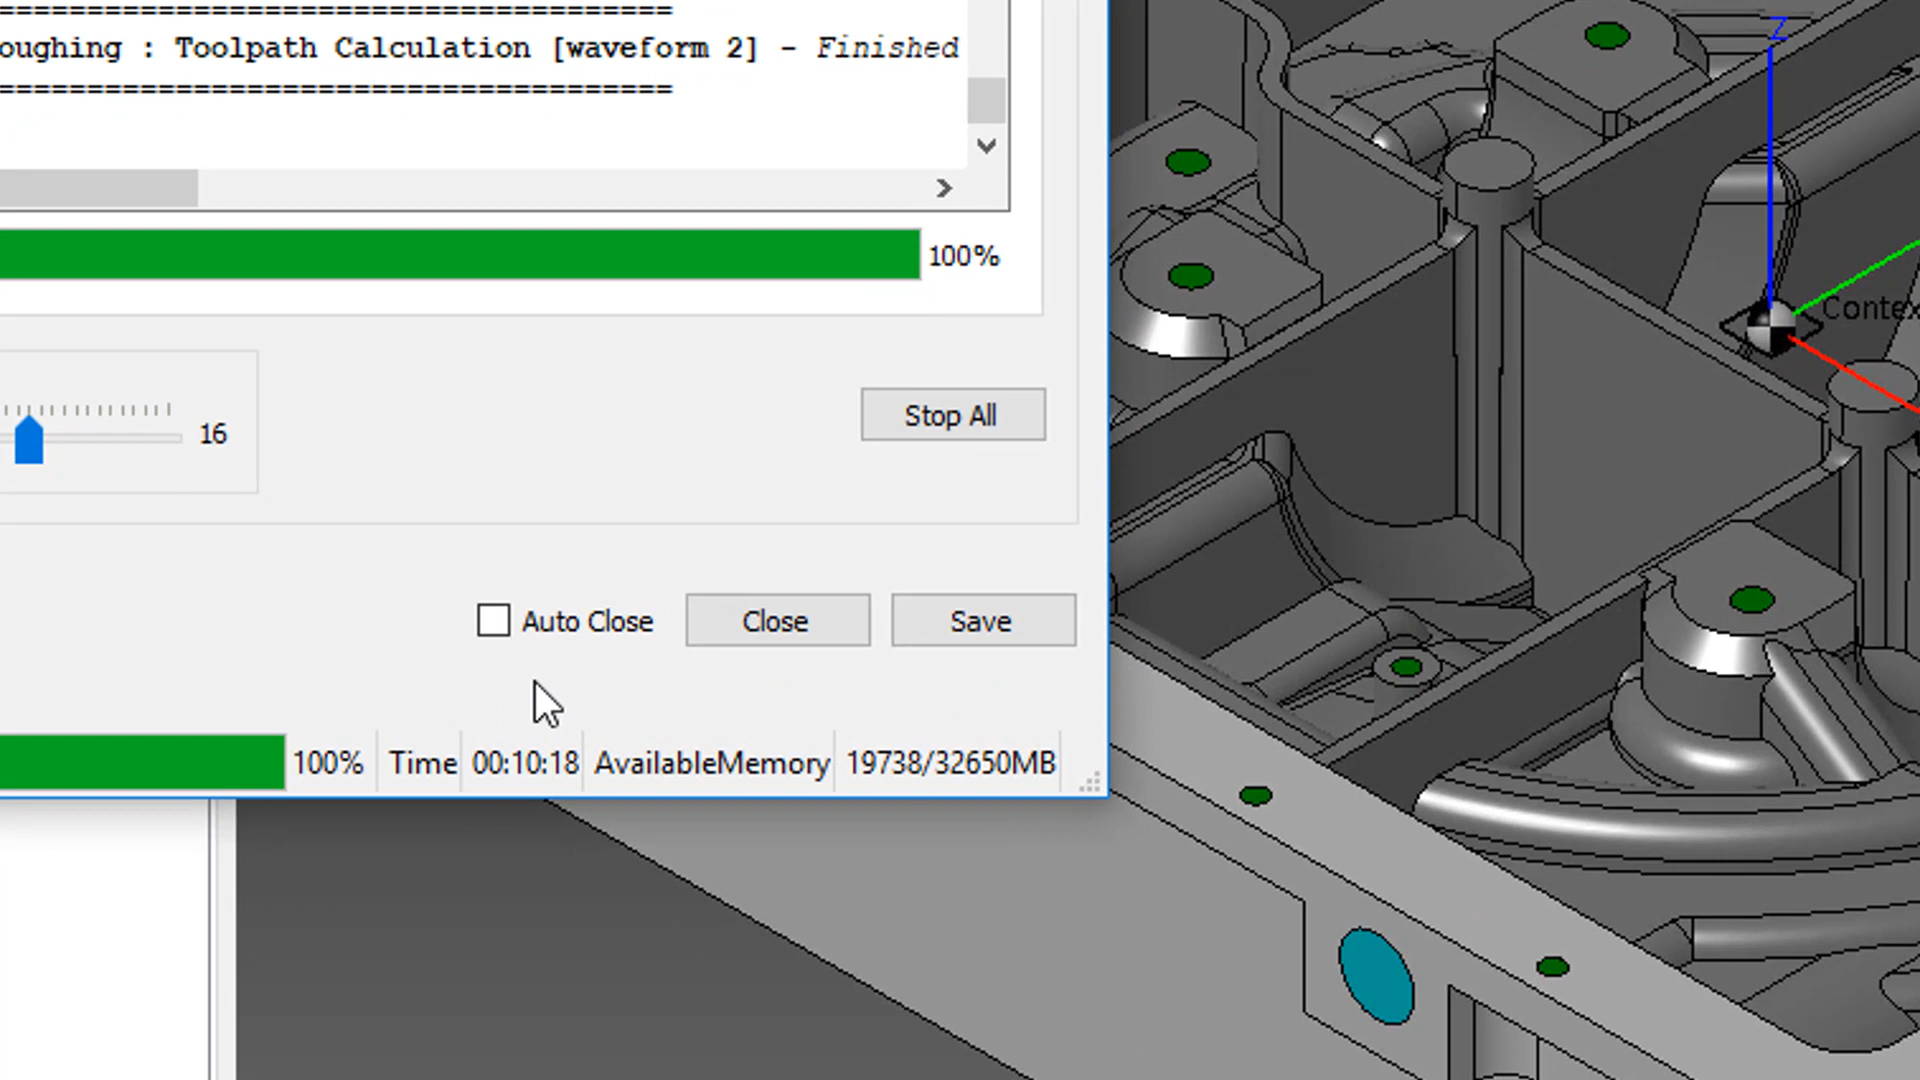 oughing : Toolpath Calculation [waveform 2] - Finished
100%
16
Stop All
Auto Close
Close
Save
100%
Time
00:10:18
AvailableMemory
19738/32650MB
Z
Contex